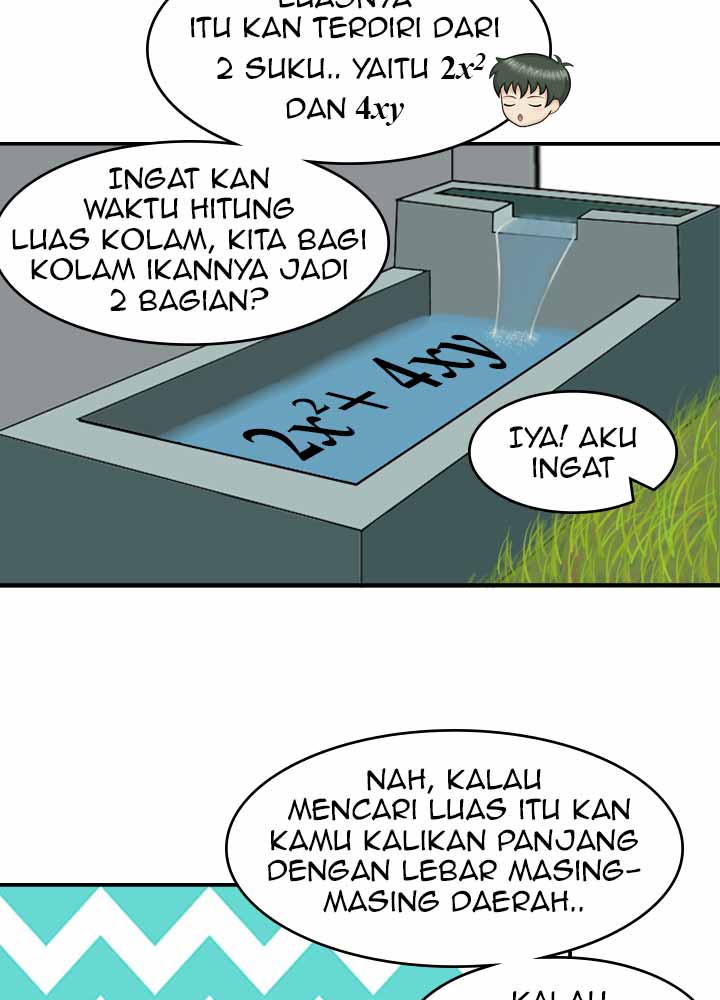 LUASNYA
ITU KAN TERDIRI DARI
2 SUKU.. YAITU 2x²
DAN 4xy
INGAT KAN
WAKTU HITUNG
LUAS KOLAM, KITA BAGI
KOLAM IKANNYA JADI
2 BAGIAN?
2x²+ 4xy
IYA! AKU
INGAT
NAH, KALAU
MENCARI LUAS ITU KAN
KAMU KALIKAN PANJANG
DENGAN LEBAR MASING-
MASING DAERAH..
KALAU